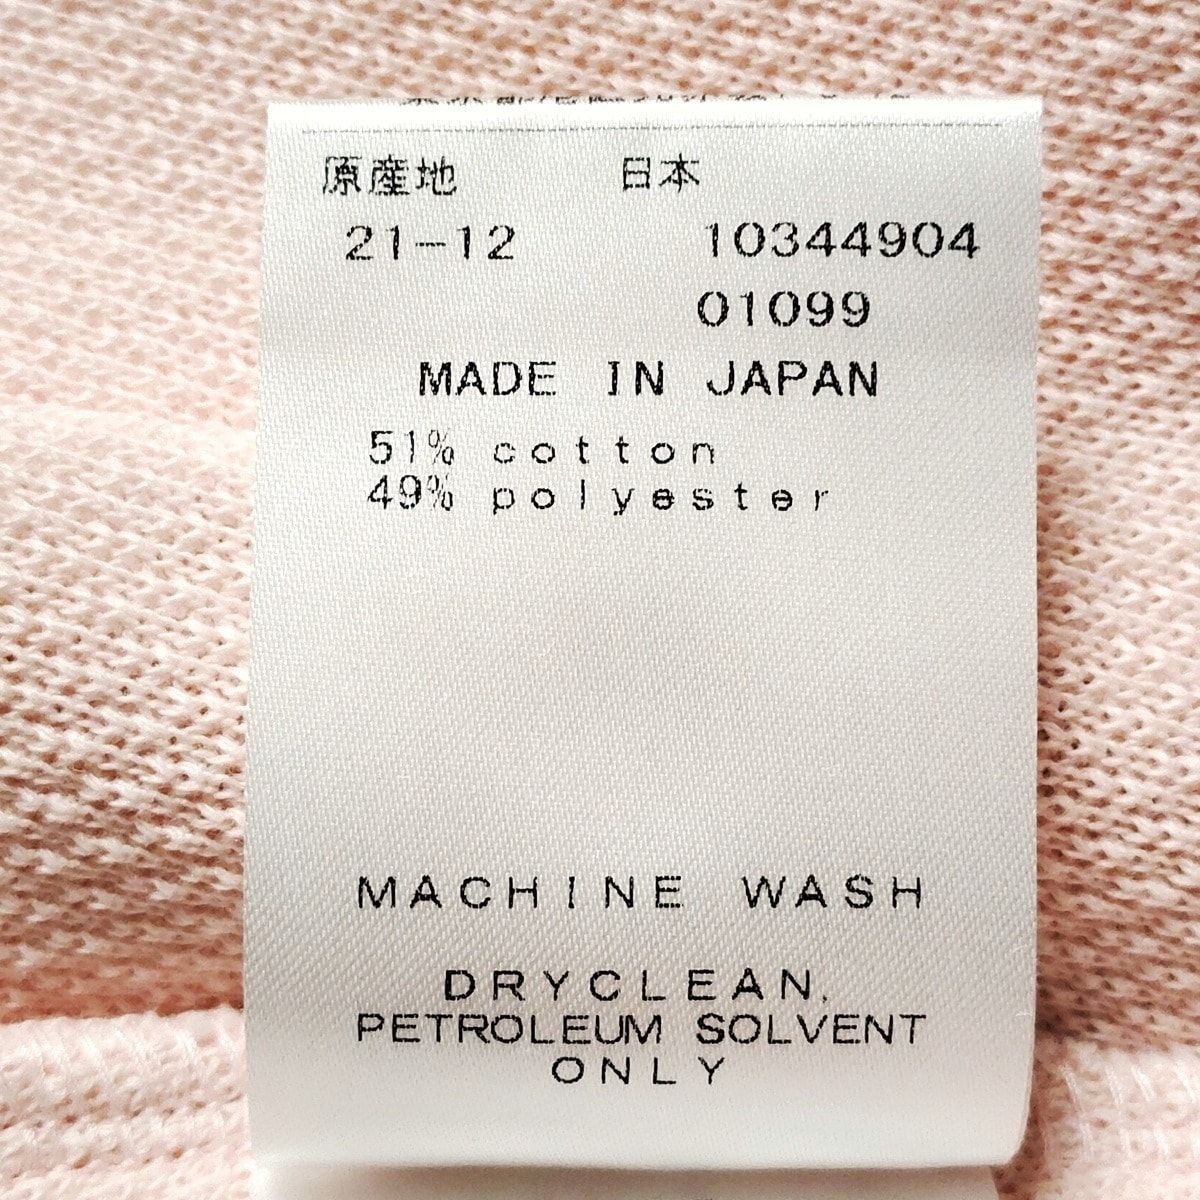 原産地 日本
21-12 10344904
01099
MADE IN JAPAN
51% cotton
49% polyester
MACHINE WASH
DRYCLEAN,
PETROLEUM SOLVENT
ONLY